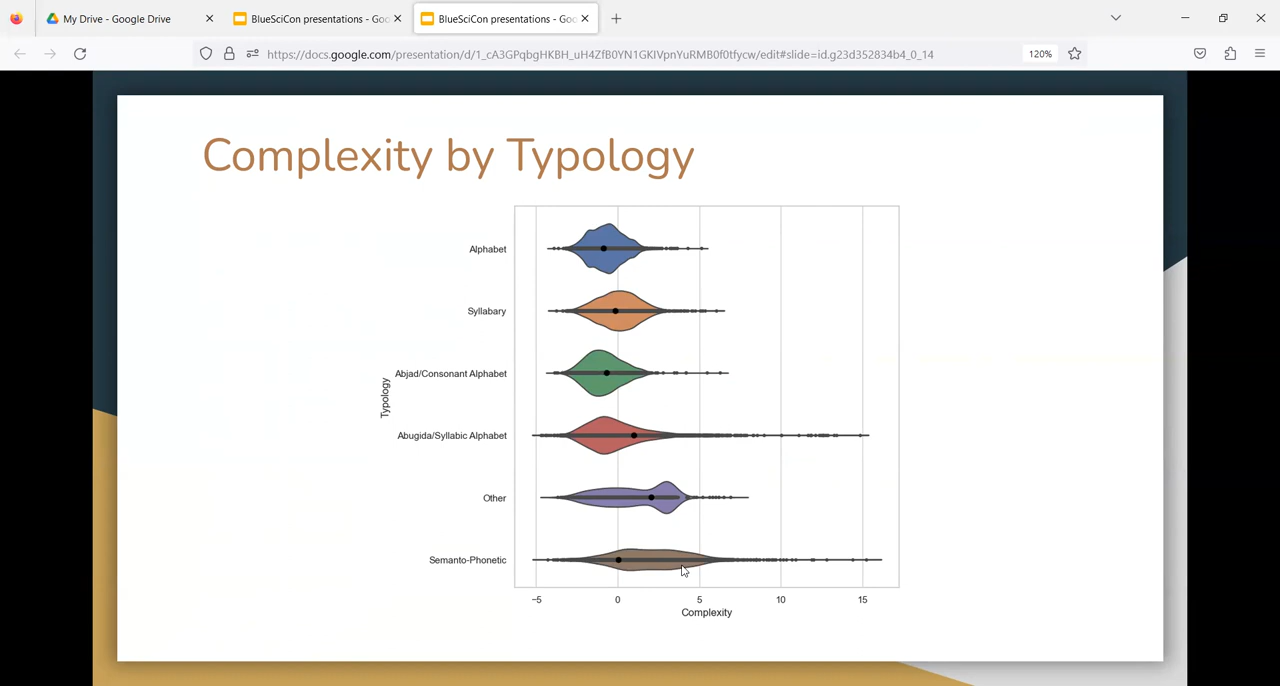 My Drive - Google Drive
BlueSciCon presentations - Goo
BlueSciCon presentations - Goo
https://docs.google.com/presentation/d/1_cA3GPqbgHKBH_uH4ZfB0YN1GKIVpnYuRMB0f0tfycw/edit#slide=id.g23d352834b4_0_14
120%
Complexity by Typology
Alphabet
Syllabary
Abjad/Consonant Alphabet
Typology
Abugida/Syllabic Alphabet
Other
Semanto-Phonetic
−5 0 5 10 15
Complexity